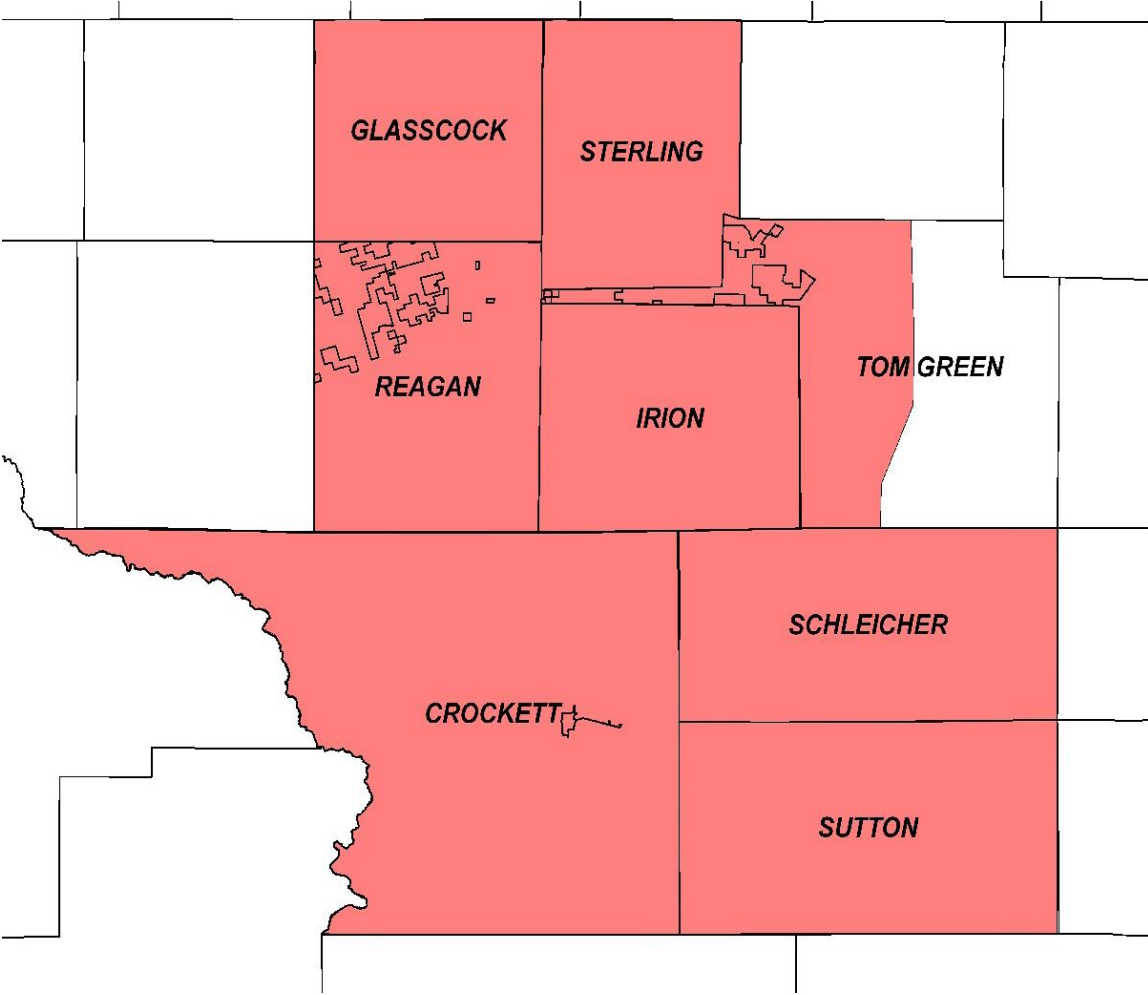 GLASSCOCK
STERLING
TOM GREEN
REAGAN
IRION
SCHLEICHER
CROCKETT
SUTTON